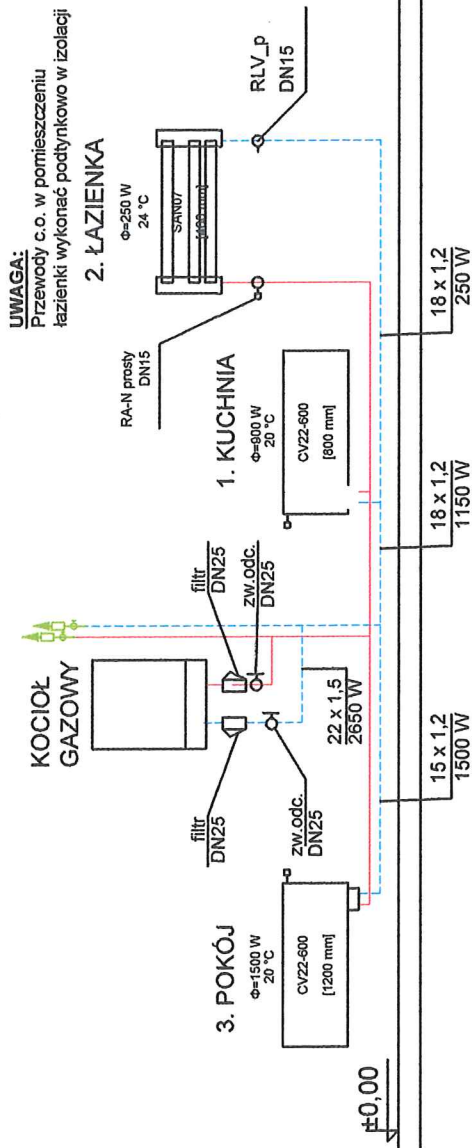 UWAGA:
Przewody c.o. w pomieszczeniu
łazienki wykonać podtynkowo w izolacji
KOCIOŁ
GAZOWY
filtr
DN25
zw.odc.
DN25
filtr
DN25
zw.odc.
DN25
22 x 1,5
2650 W
3. POKÓJ
Φ=1500 W
20 °C
CV22-600
[1200 mm]
1. KUCHNIA
Φ=900 W
20 °C
CV22-600
[800 mm]
2. ŁAZIENKA
Φ=250 W
24 °C
SAN07
[400 mm]
RA-N prosty
DN15
RLV_p
DN15
±0,00
15 x 1,2
1500 W
18 x 1,2
1150 W
18 x 1,2
250 W